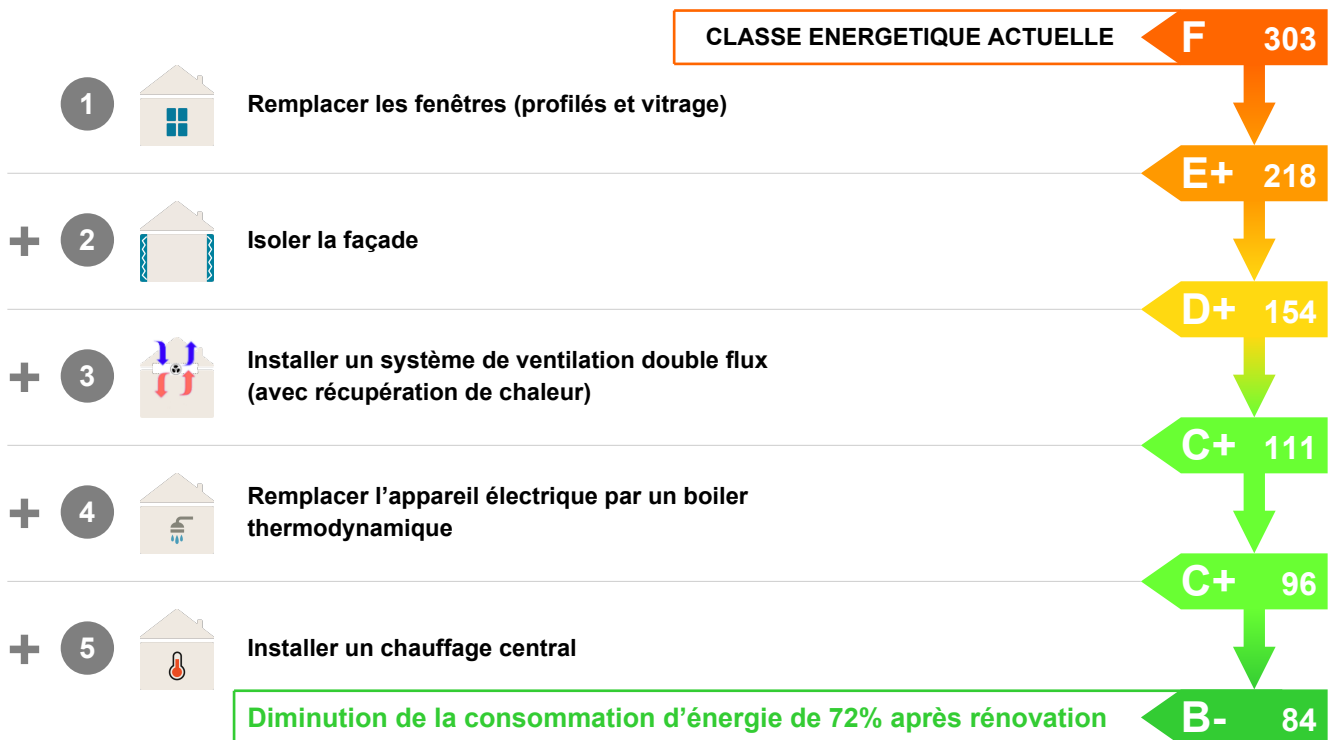 CLASSE ENERGETIQUE ACTUELLE F 303
1 Remplacer les fenêtres (profilés et vitrage)
E+ 218
+ 2 Isoler la façade
D+ 154
+ 3 Installer un système de ventilation double flux
(avec récupération de chaleur)
C+ 111
+ 4 Remplacer l’appareil électrique par un boiler
thermodynamique
C+ 96
+ 5 Installer un chauffage central
Diminution de la consommation d’énergie de 72% après rénovation B- 84